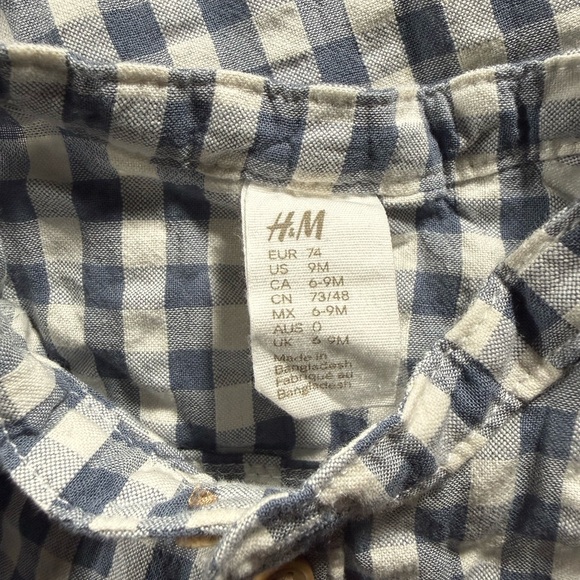 H&M
EUR 74
US 9M
CA 6-9M
CN 73/48
MX 6-9M
AUS 0
UK 6-9M
Made in
Bangladesh
Fabriqué au
Bangladesh